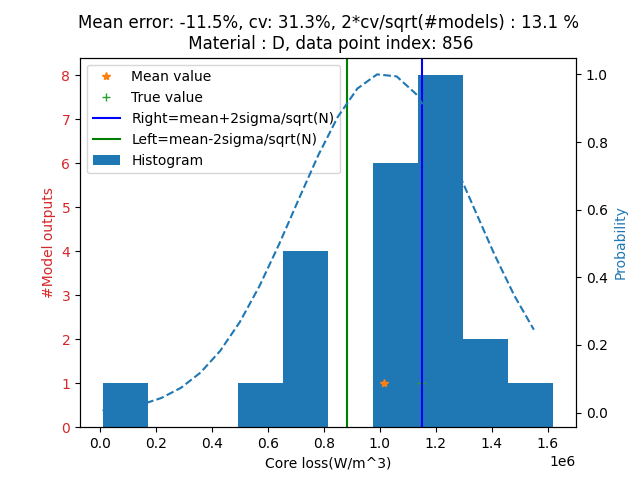 Mean error: -11.5%, cv: 31.3%, 2*cv/sqrt(#models) : 13.1 %
Material : D, data point index: 856
Mean value
True value
Right=mean+2sigma/sqrt(N)
Left=mean-2sigma/sqrt(N)
Histogram
#Model outputs
8
7
6
5
4
3
2
1
0
1.0
0.8
0.6
0.4
0.2
0.0
Probability
0.0 0.2 0.4 0.6 0.8 1.0 1.2 1.4 1.6
1e6
Core loss(W/m^3)